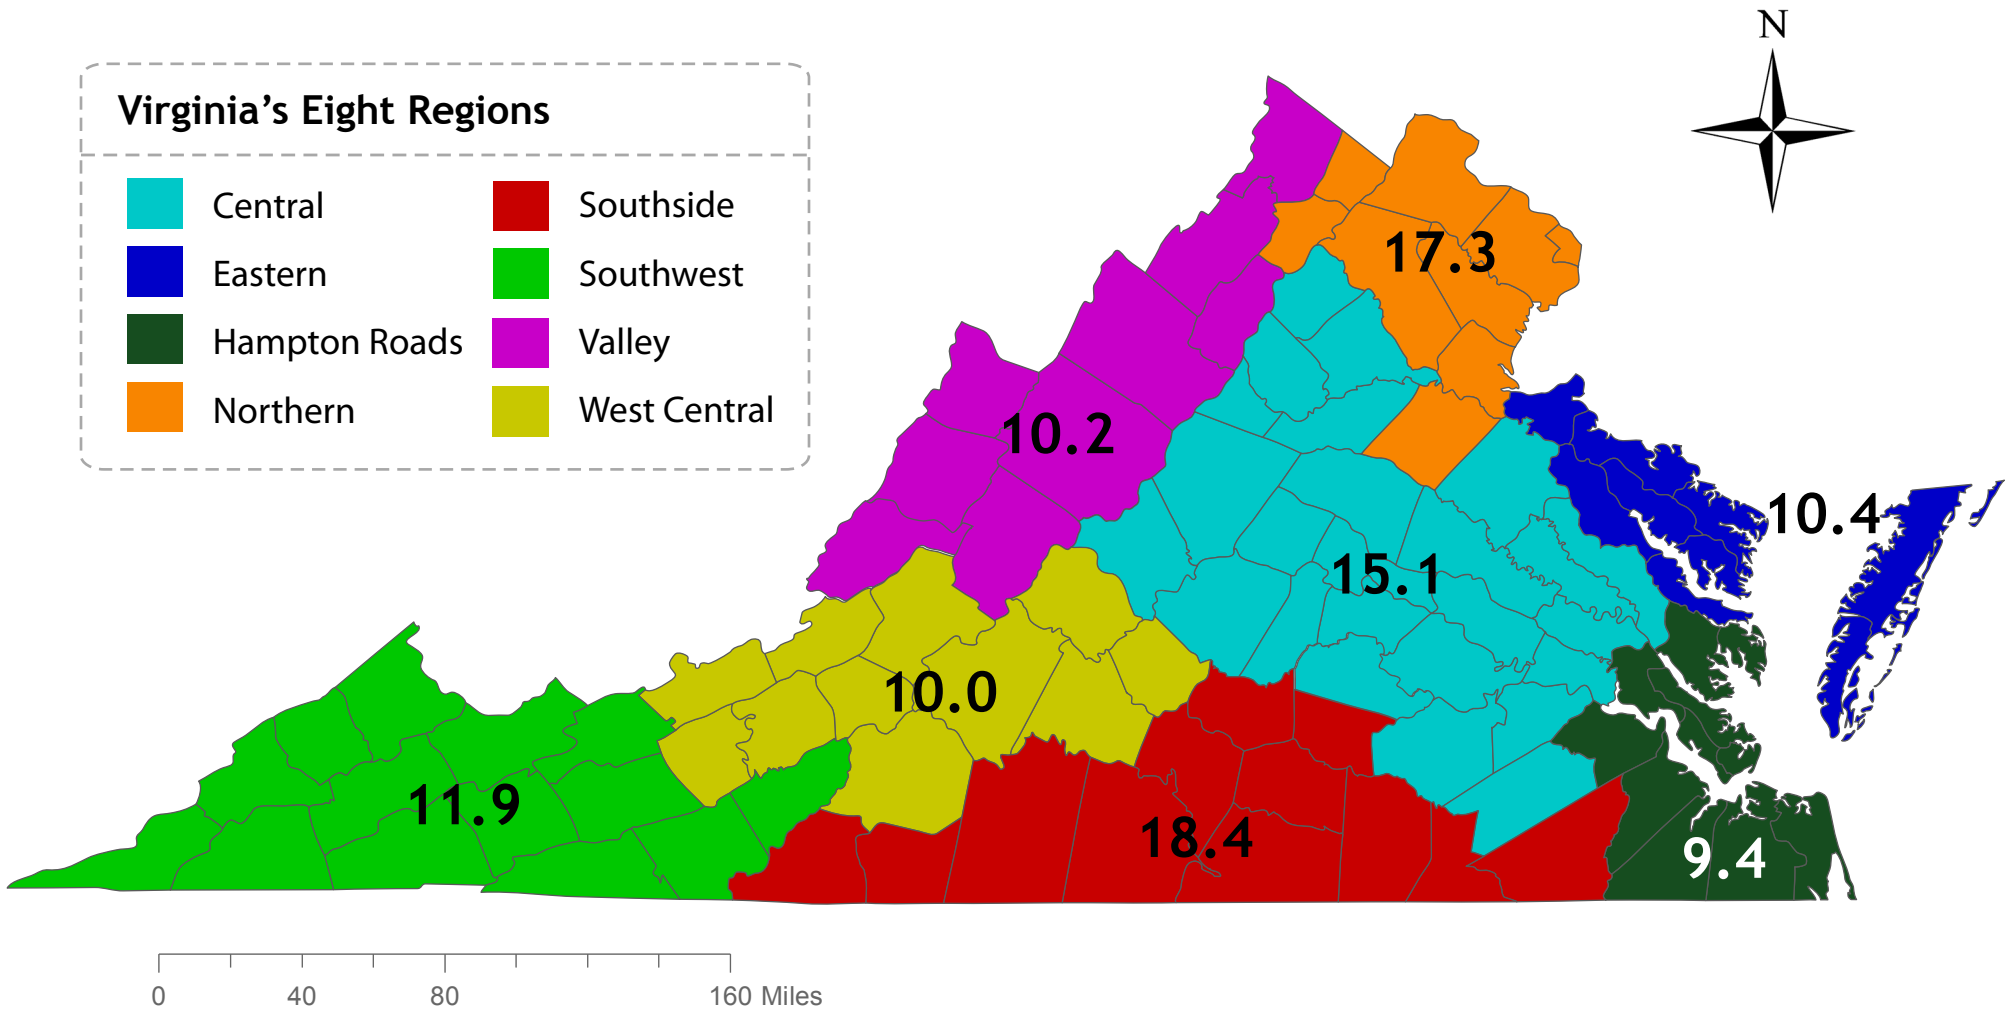 N
Virginia’s Eight Regions
Central
Southside
Eastern
Southwest
Hampton Roads
Valley
Northern
West Central
17.3
10.2
10.4
15.1
10.0
11.9
18.4
9.4
0 40 80 160 Miles